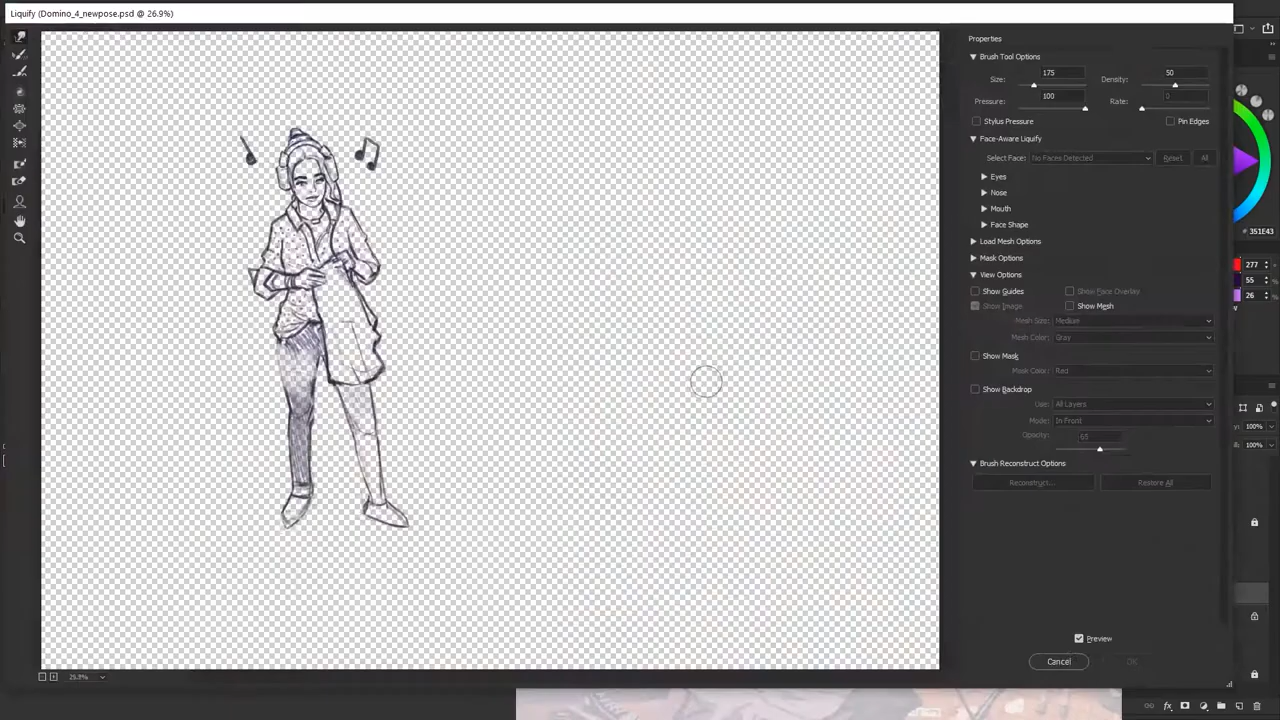 Liquify (Domino_4_newpose.psd @ 26.9%)
Properties
Brush Tool Options
Size: 175 Density: 50
Pressure: 100 Rate: 0
Stylus Pressure Pin Edges
Face-Aware Liquify
Select Face: No Faces Detected Reset All
Eyes
Nose
Mouth
Face Shape
Load Mesh Options
Mask Options
View Options
Show Guides Show Face Overlay
Show Image Show Mesh
Mesh Size: Medium
Mesh Color: Gray
Show Mask
Mask Color: Red
Show Backdrop
Use: All Layers
Mode: In Front
Opacity: 65
Brush Reconstruct Options
Reconstruct... Restore All
Preview
Cancel OK
# 351E43
277
55
26
100%
100%